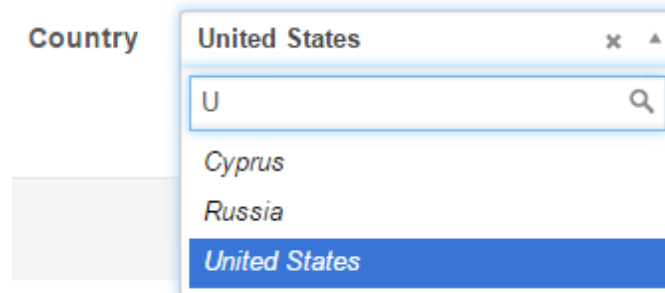 Country United States
U
Cyprus
Russia
United States